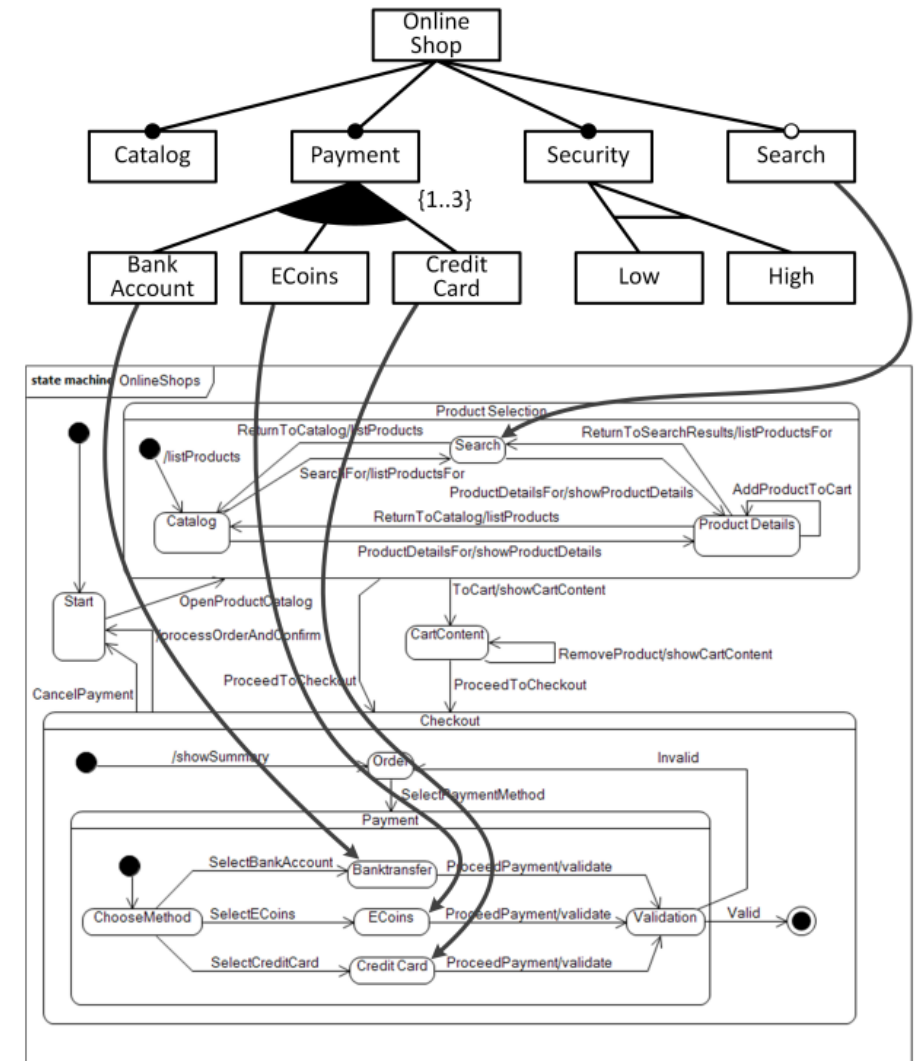 Online
Shop
Catalog
Payment
Security
Search
{1..3}
Bank
Account
ECoins
Credit
Card
Low
High
state machine OnlineShops
Product Selection
ReturnToCatalog/listProducts
Search
ReturnToSearchResults/listProductsFor
/listProducts
SearchFor/listProductsFor
ProductDetailsFor/showProductDetails
AddProductToCart
Catalog
ReturnToCatalog/listProducts
Product Details
ProductDetailsFor/showProductDetails
Start
OpenProductCatalog
ToCart/showCartContent
/processOrderAndConfirm
CartContent
RemoveProduct/showCartContent
CancelPayment
ProceedToCheckout
ProceedToCheckout
Checkout
/showSummary
Order
Invalid
SelectPaymentMethod
Payment
SelectBankAccount
Banktransfer
ProceedPayment/validate
ChooseMethod
SelectECoins
ECoins
ProceedPayment/validate
Validation
Valid
SelectCreditCard
Credit Card
ProceedPayment/validate